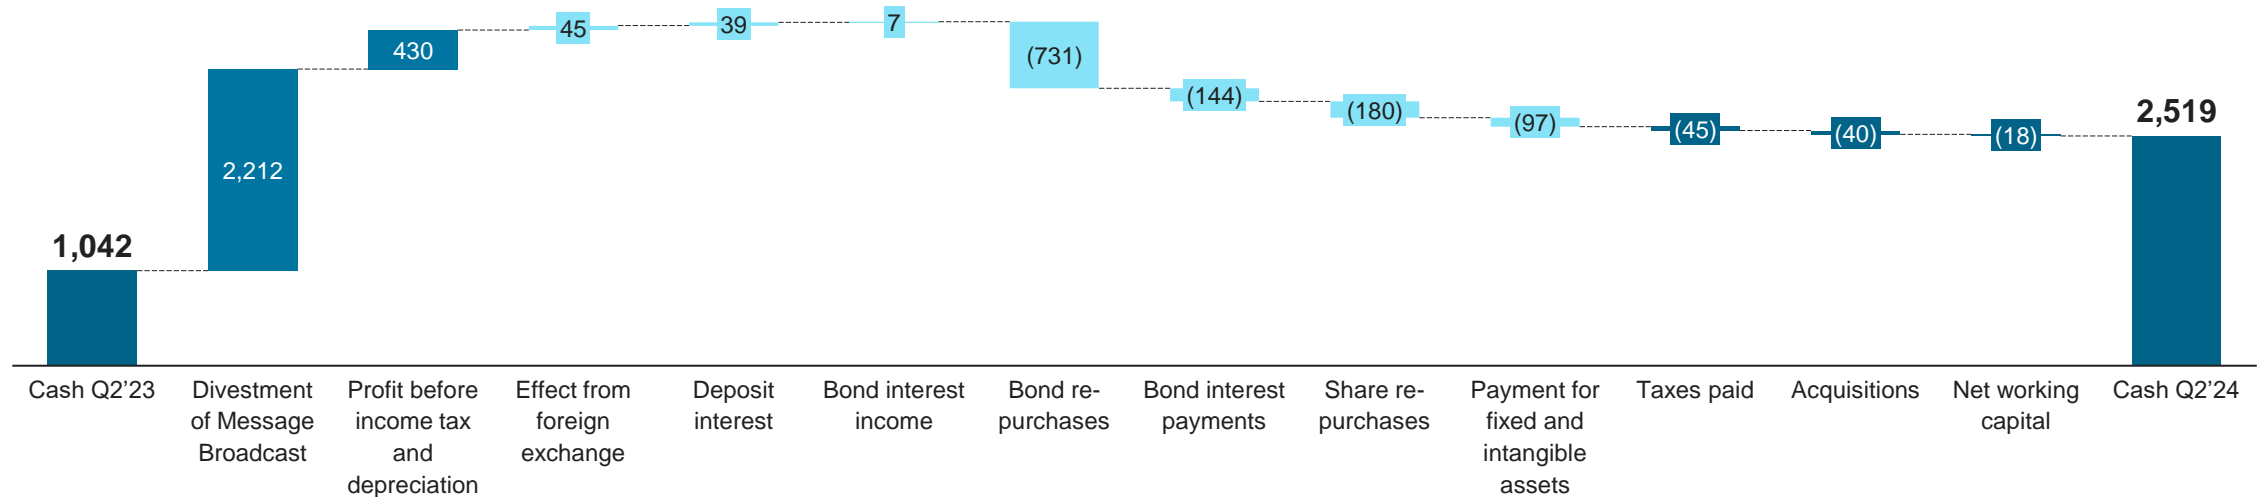 45
39
7
430
(731)
(144)
(180)
(97)
(45)
(40)
(18)
2,519
2,212
1,042
Cash Q2’23
Divestment
of Message
Broadcast
Profit before
income tax
and
depreciation
Effect from
foreign
exchange
Deposit
interest
Bond interest
income
Bond re-
purchases
Bond interest
payments
Share re-
purchases
Payment for
fixed and
intangible
assets
Taxes paid
Acquisitions
Net working
capital
Cash Q2’24